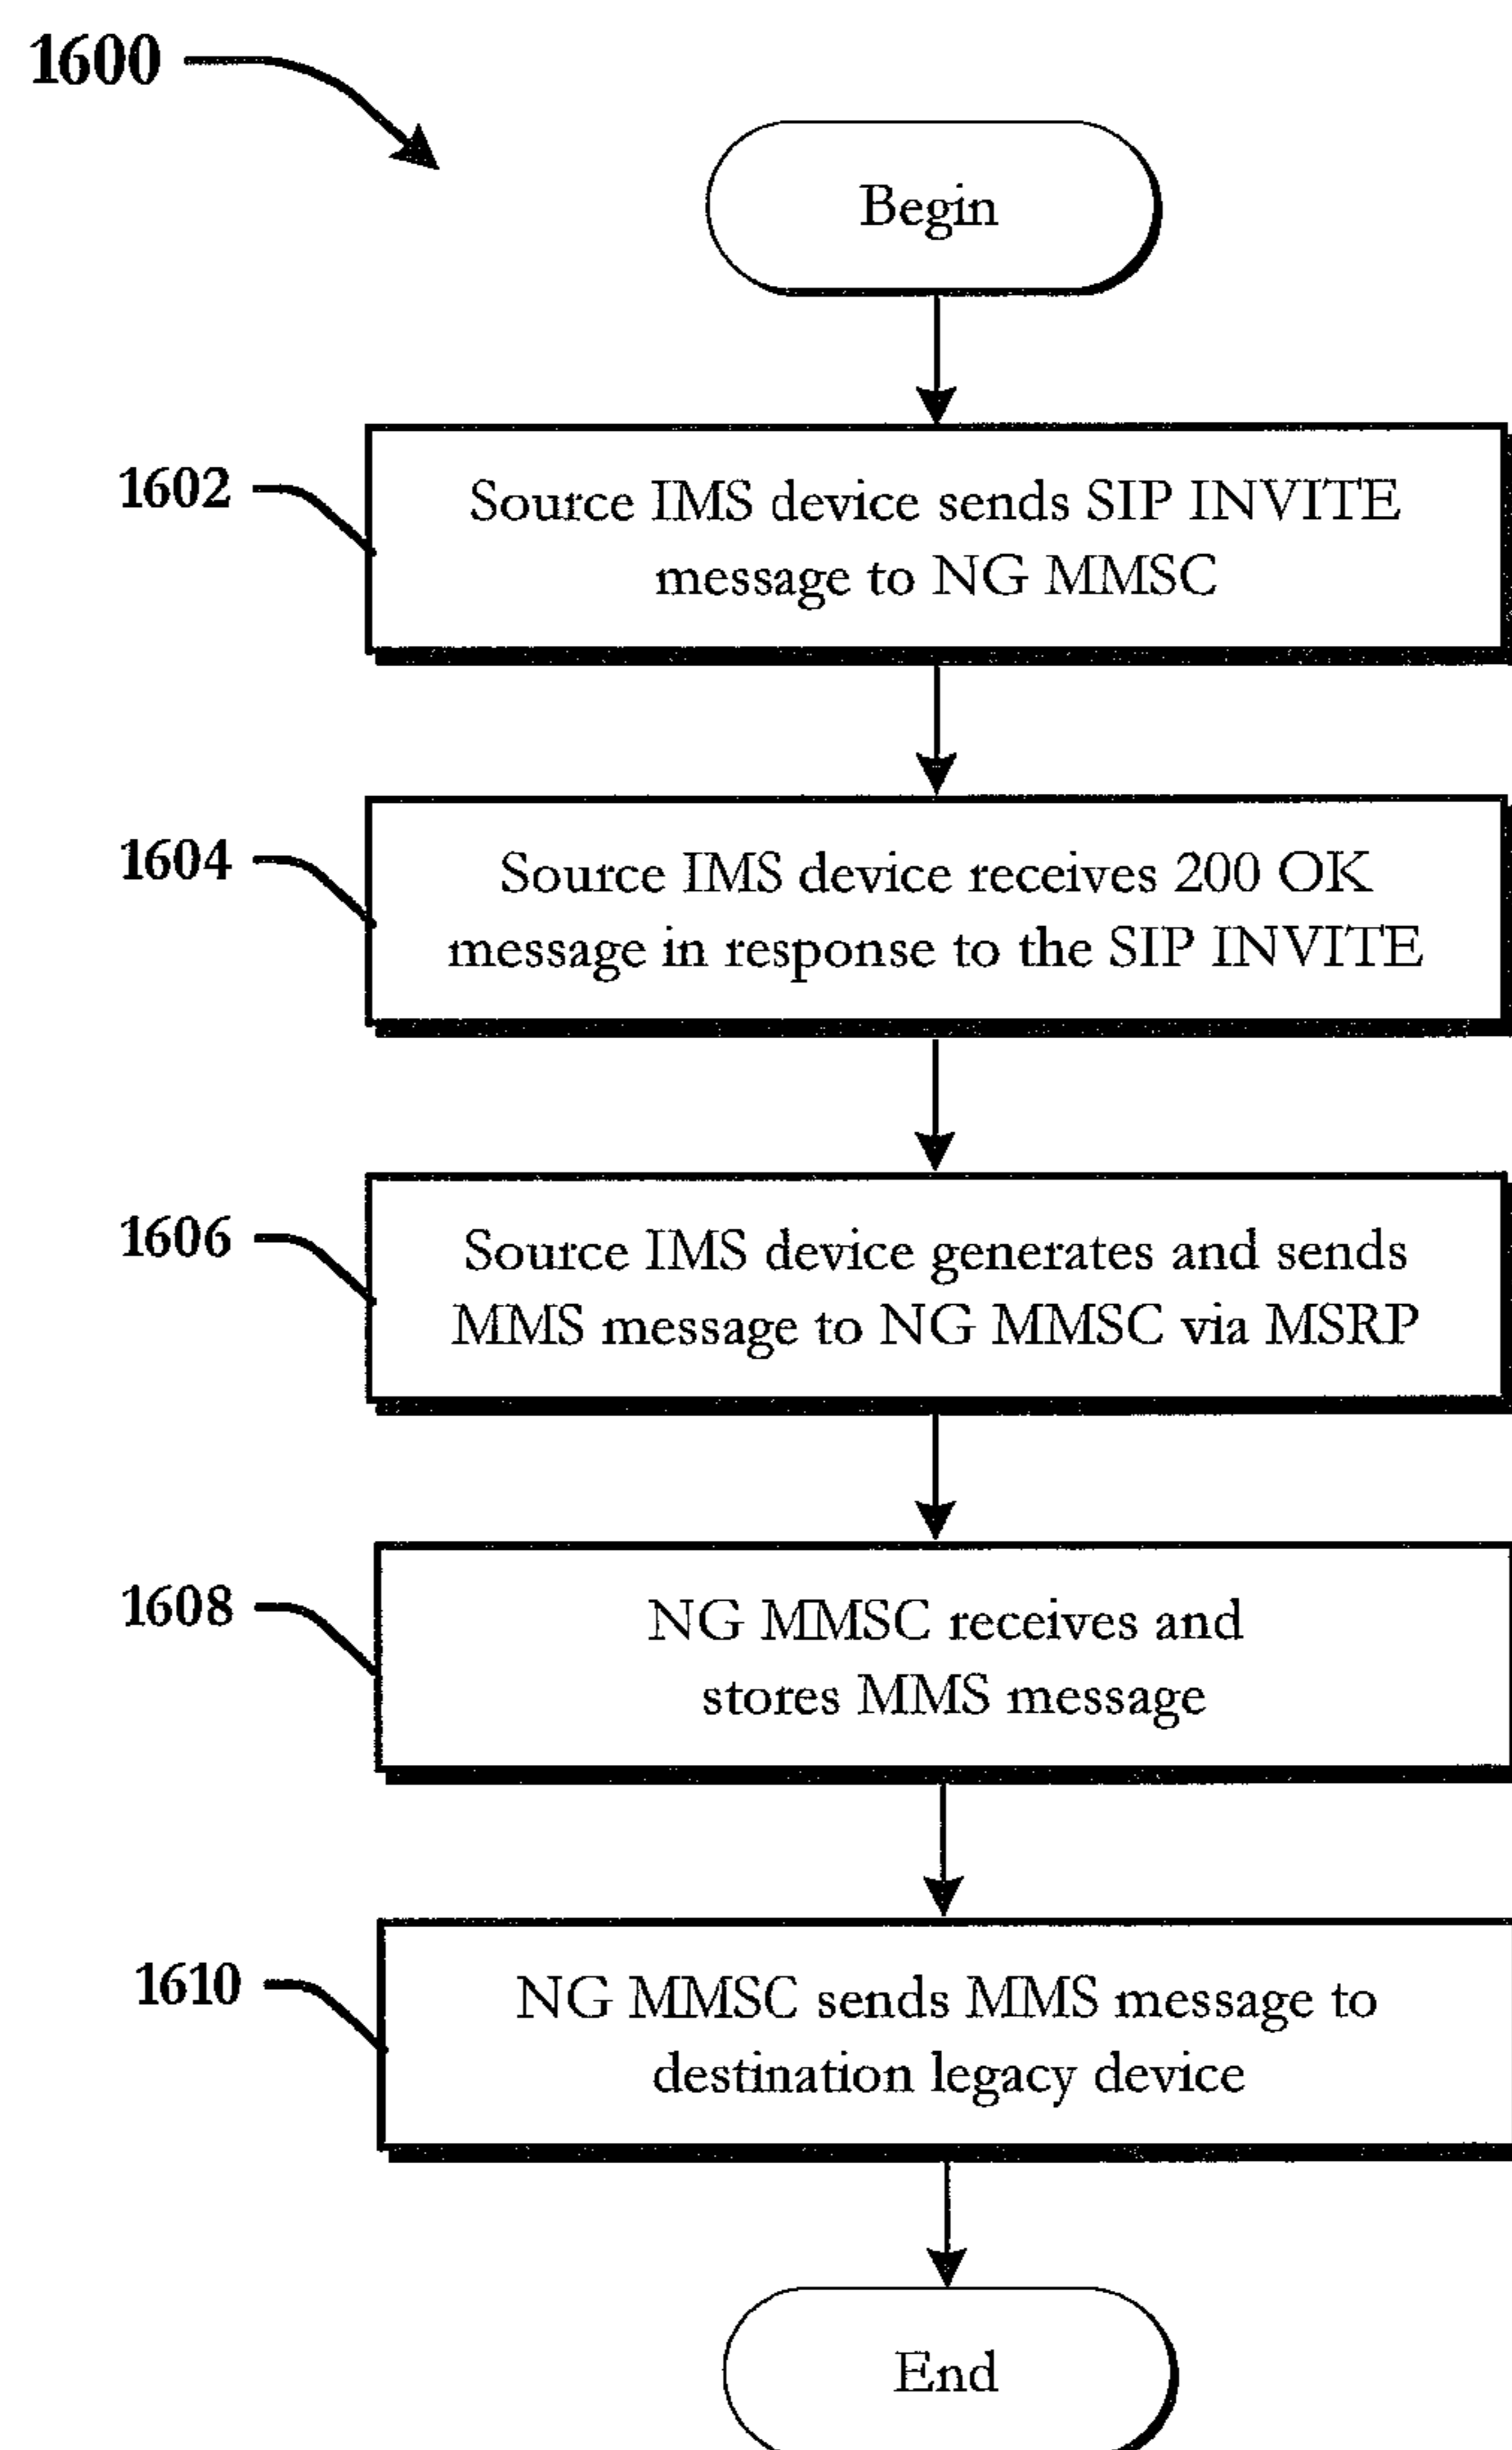 1600
Begin
1602
Source IMS device sends SIP INVITE
message to NG MMSC
1604
Source IMS device receives 200 OK
message in response to the SIP INVITE
1606
Source IMS device generates and sends
MMS message to NG MMSC via MSRP
1608
NG MMSC receives and
stores MMS message
1610
NG MMSC sends MMS message to
destination legacy device
End